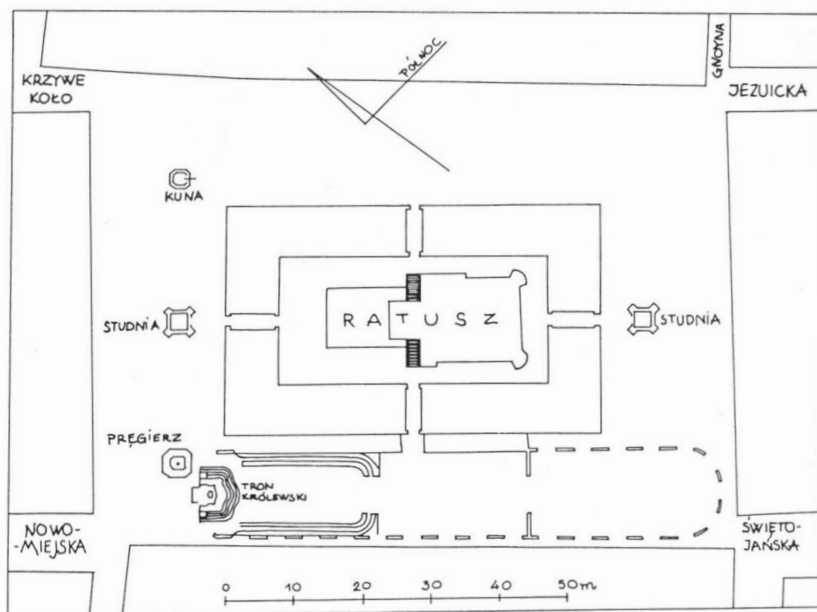 PÓŁNOC
GNOYNA
KRZYWE
KOŁO
JEZUICKA
KUNA
STUDNIA
RATUSZ
STUDNIA
PRĘGIERZ
TRON
KRÓLEWSKI
NOWO-
-MIEJSKA
ŚWIĘTO-
JAŃSKA
0 10 20 30 40 50m